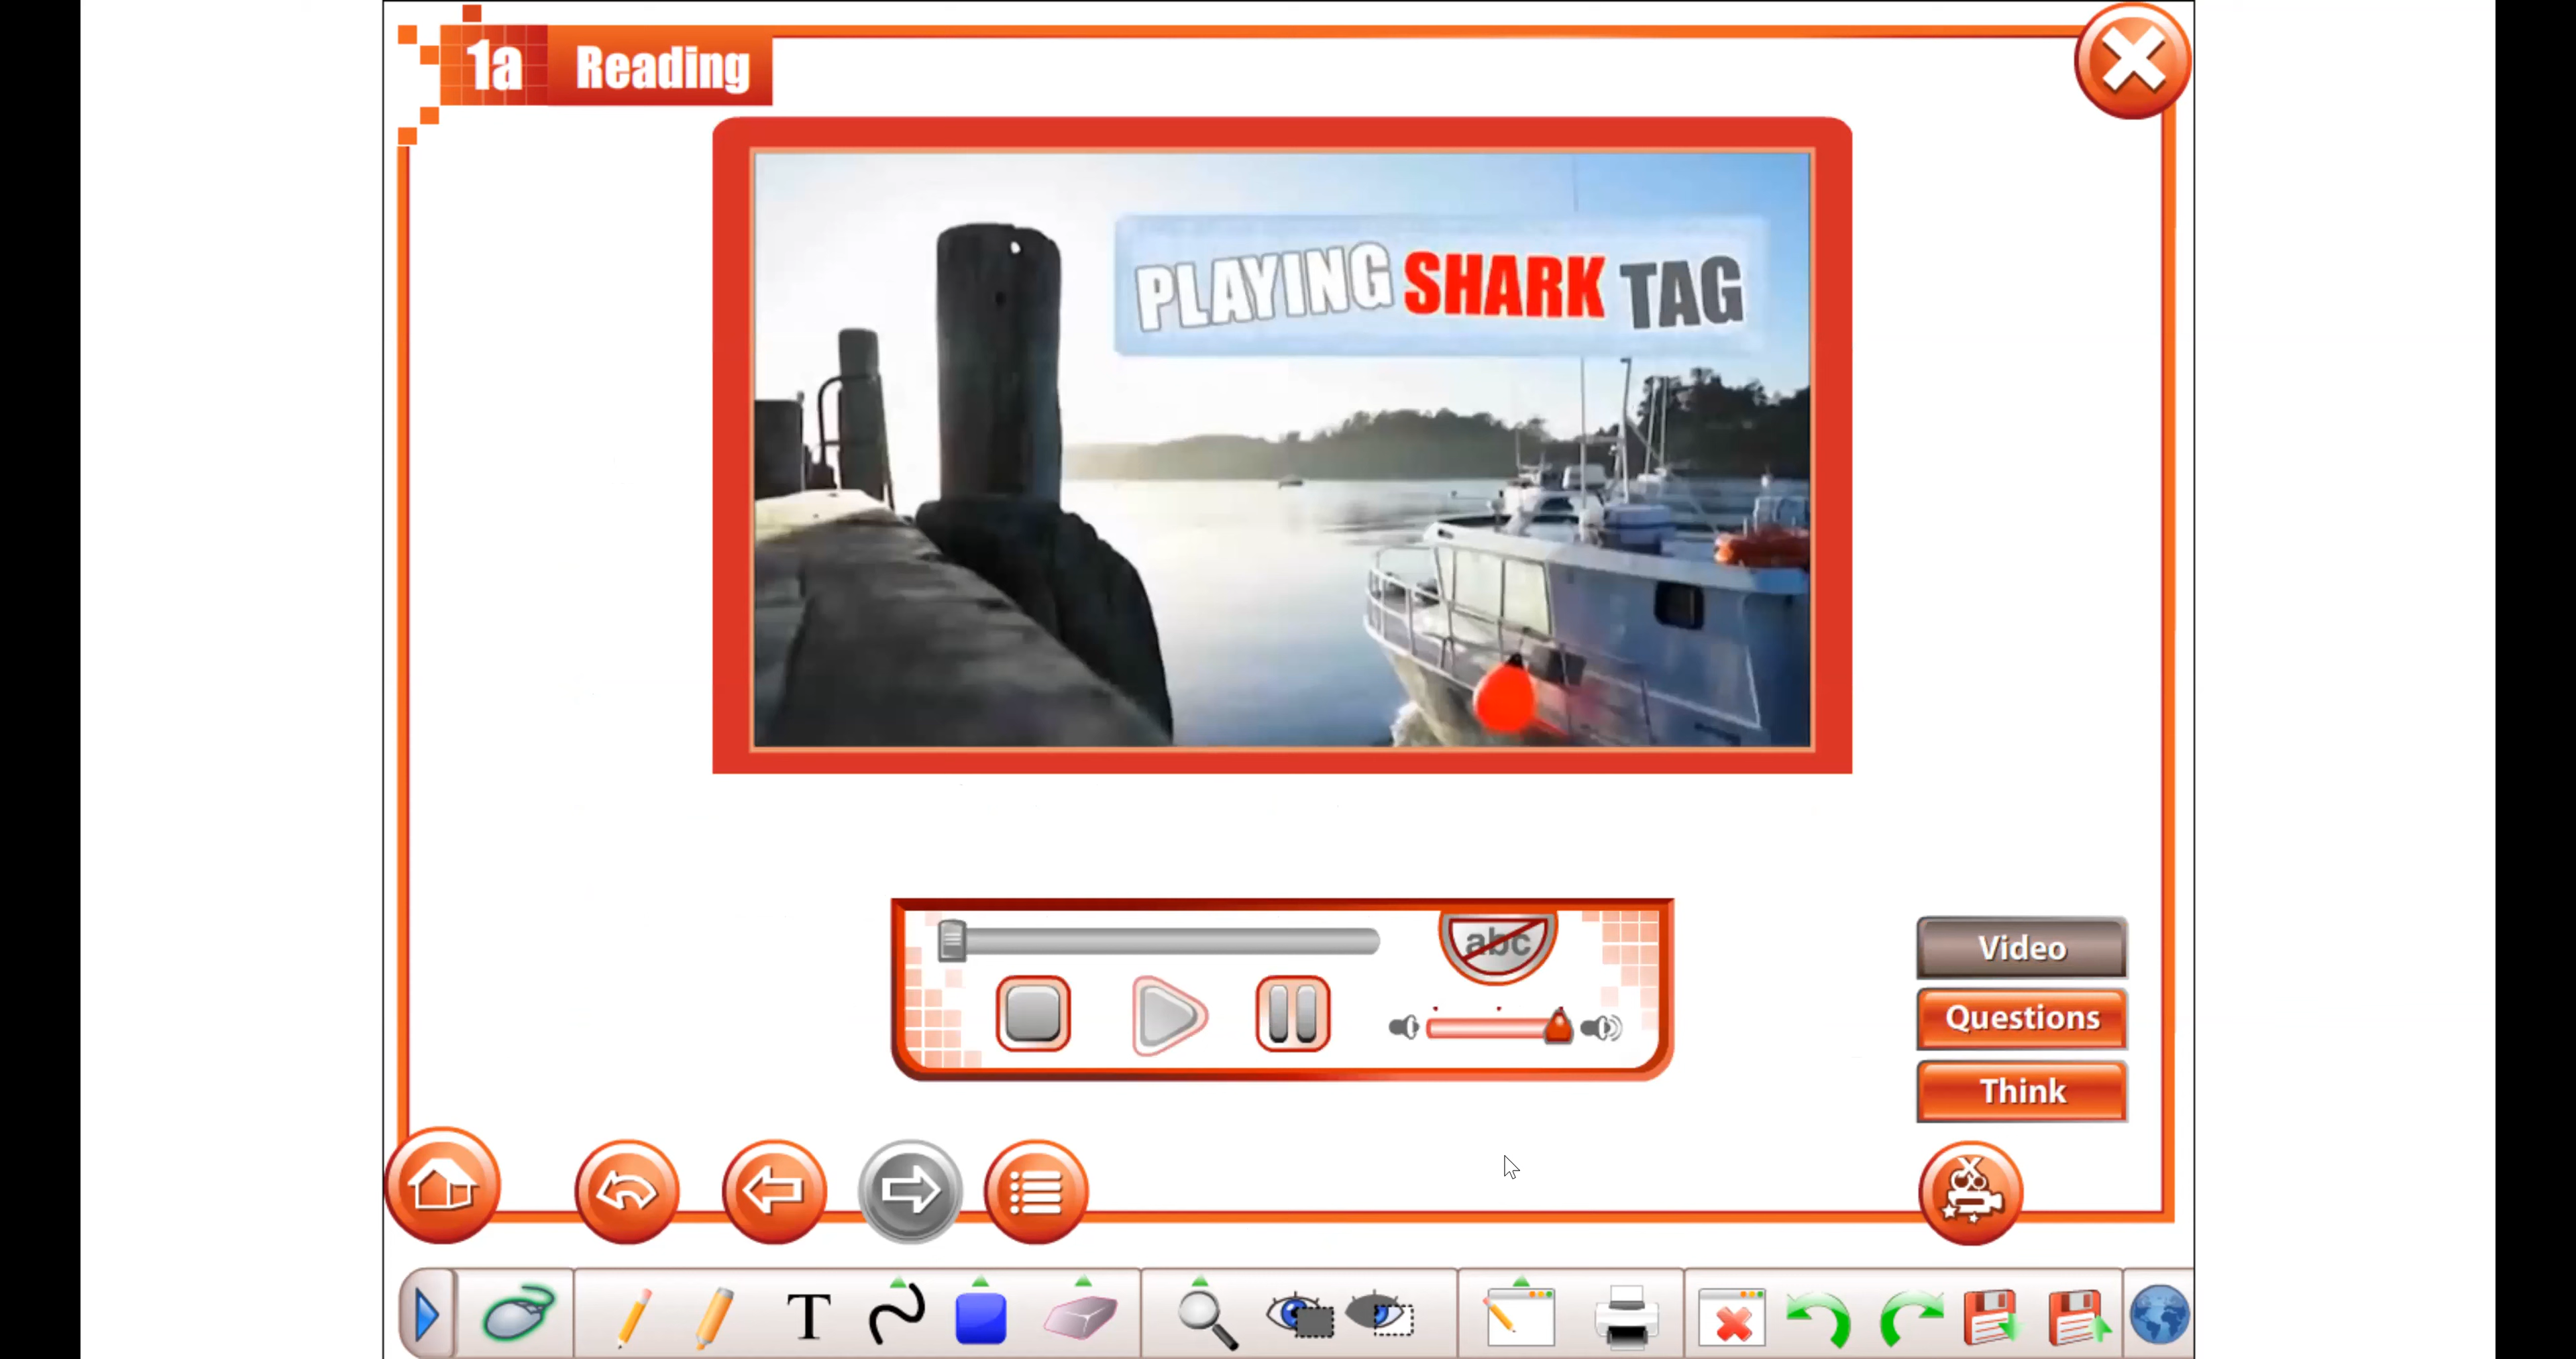 1a Reading
PLAYING SHARK TAG
abc
Video
Questions
Think
T